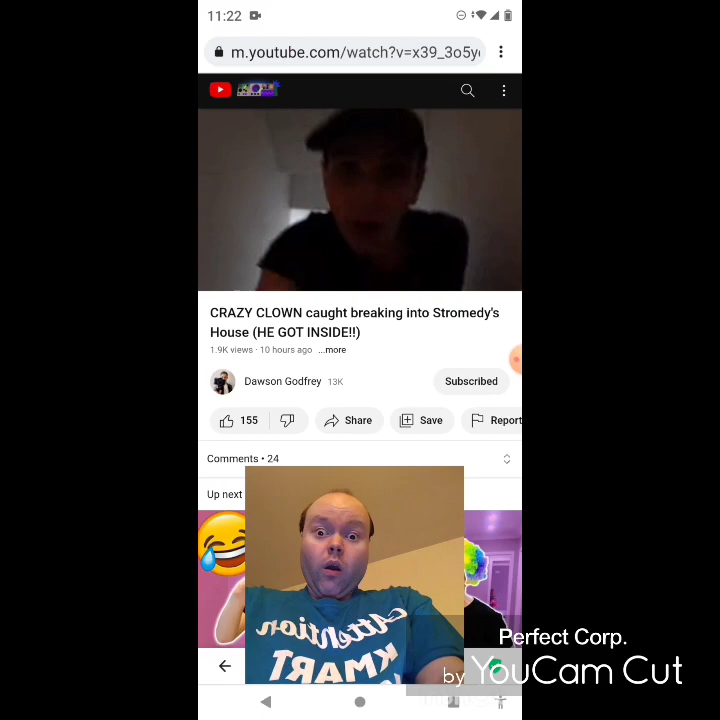 11:22
m.youtube.com/watch?v=x39_3o5y
CRAZY CLOWN caught breaking into Stromedy's
House (HE GOT INSIDE!!)
1.9K views · 10 hours ago ...more
Dawson Godfrey 13K
Subscribed
155
Share
Save
Report
Comments • 24
Up next
Attention
KMART
Perfect Corp.
by YouCam Cut